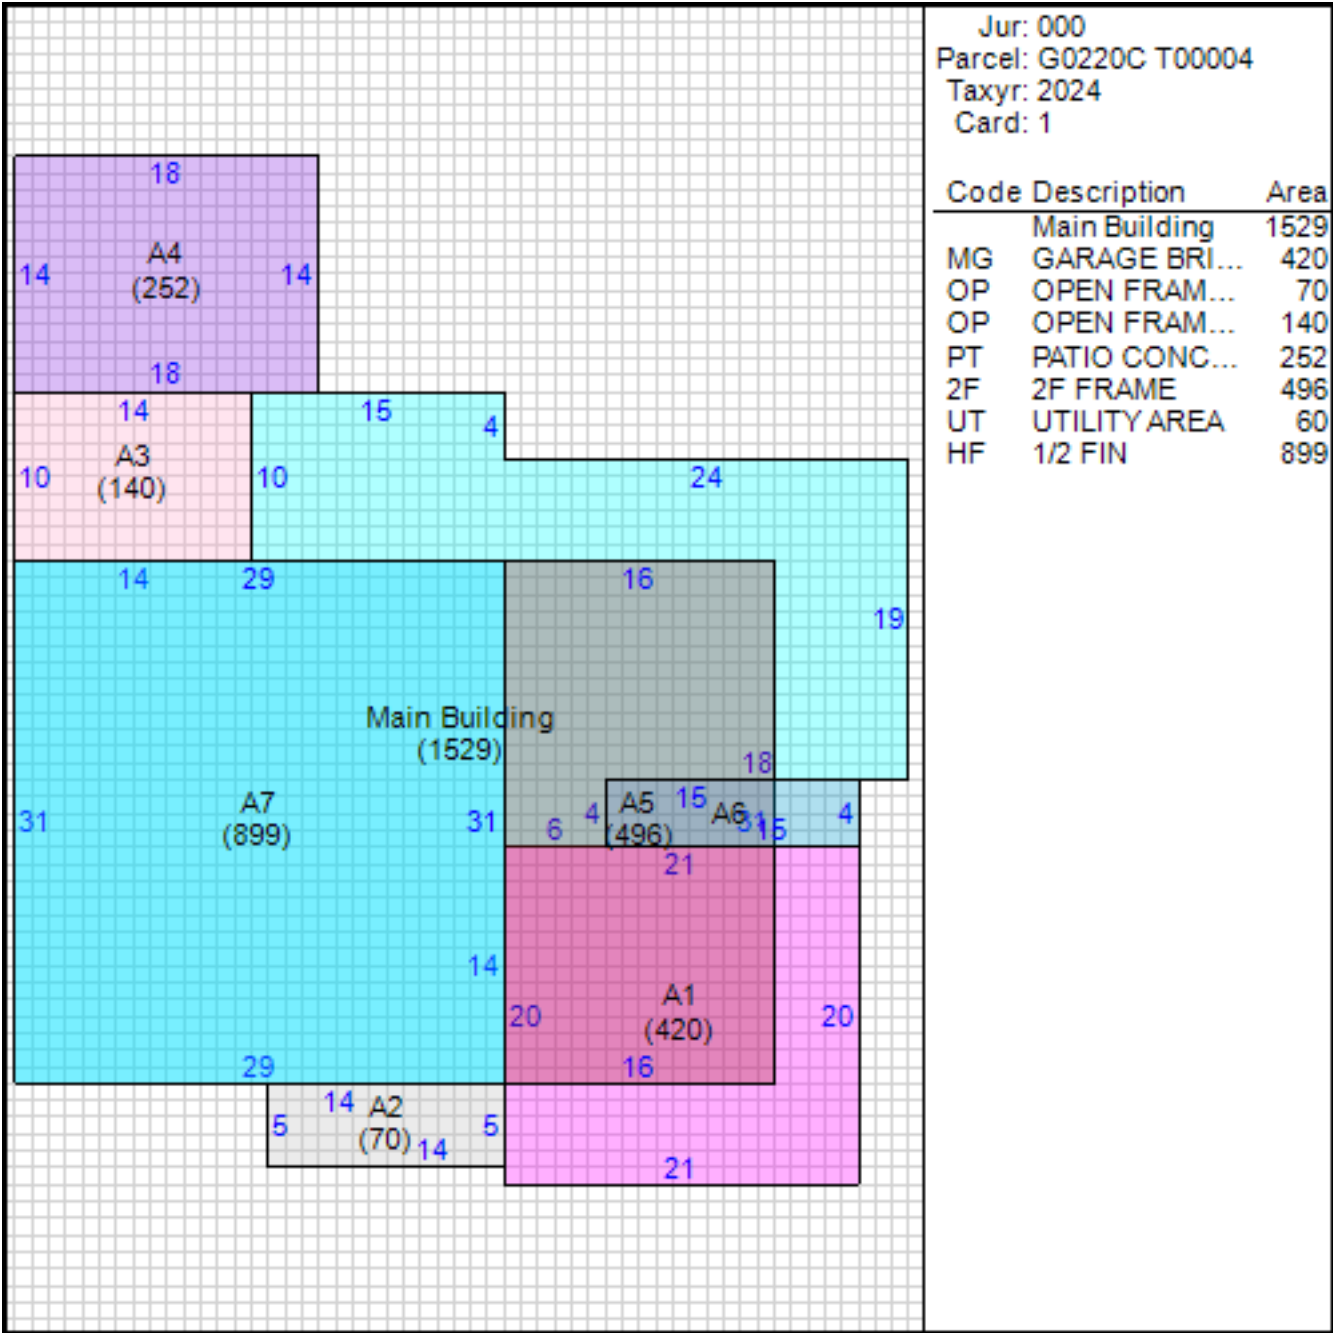 Jur: 000
Parcel: G0220C T00004
Taxyr: 2024
Card: 1
Code Description Area
Main Building 1529
MG GARAGE BRI... 420
OP OPEN FRAM... 70
OP OPEN FRAM... 140
PT PATIO CONC... 252
2F 2F FRAME 496
UT UTILITY AREA 60
HF 1/2 FIN 899
18
A4
14 14
(252)
18
14 15
4
A3
10 10 24
(140)
14 29 16
19
Main Building
(1529)
18
A7 A5 15 A6
31 31 6 4 31 15 4
(899) (496)
21
14
A1
20 20
(420)
29 16
14 A2
5 5
(70) 14
21